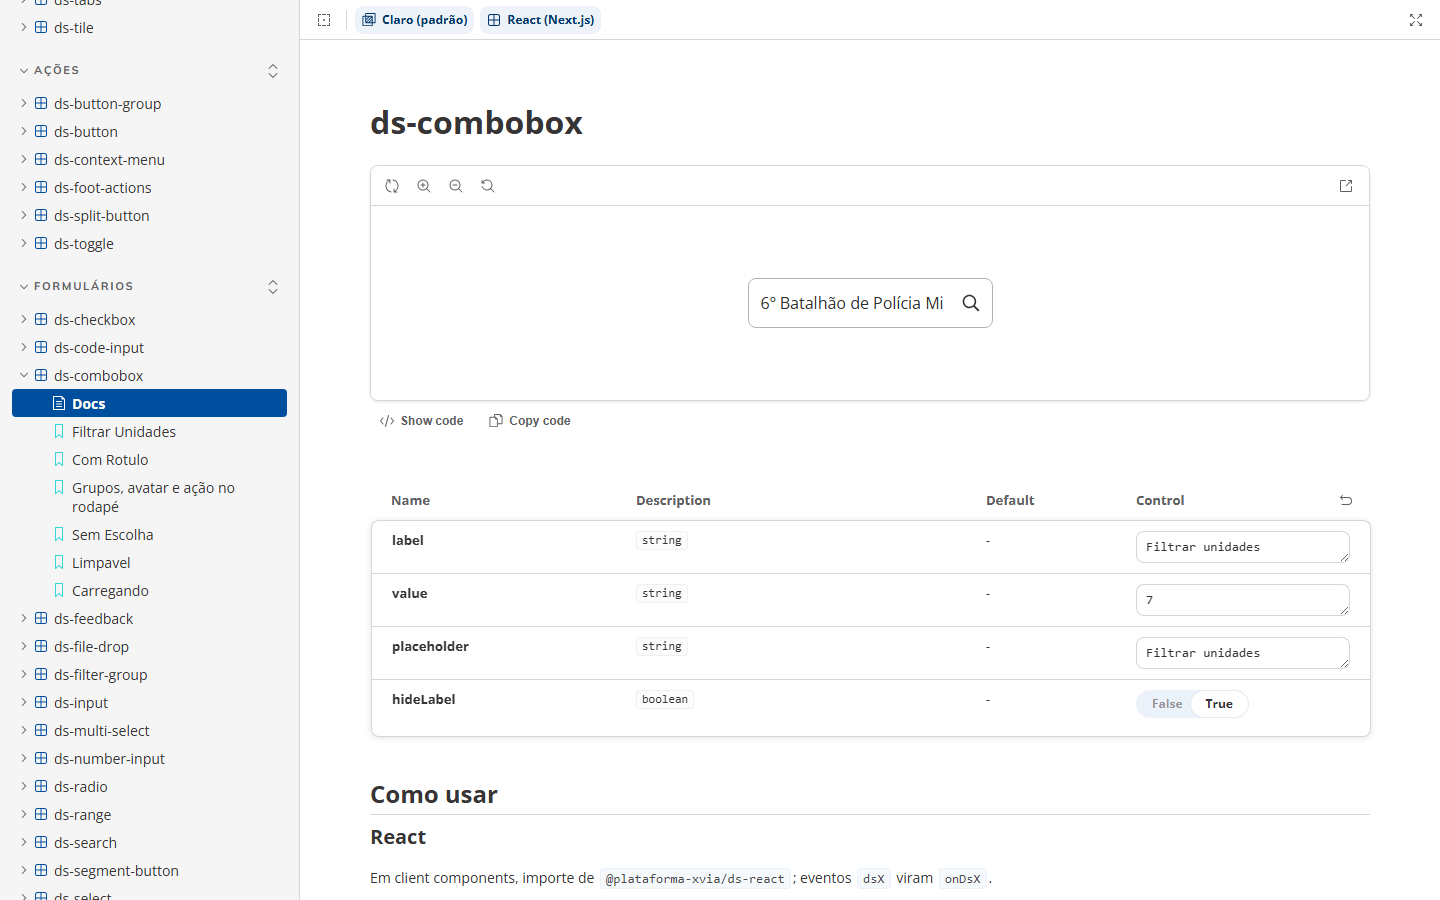 ds-tabs
ds-tile
AÇÕES
ds-button-group
ds-button
ds-context-menu
ds-foot-actions
ds-split-button
ds-toggle
FORMULÁRIOS
ds-checkbox
ds-code-input
ds-combobox
Docs
Filtrar Unidades
Com Rotulo
Grupos, avatar e ação no
rodapé
Sem Escolha
Limpavel
Carregando
ds-feedback
ds-file-drop
ds-filter-group
ds-input
ds-multi-select
ds-number-input
ds-radio
ds-range
ds-search
ds-segment-button
ds-select
Claro (padrão) React (Next.js)
ds-combobox
6º Batalhão de Polícia Mi
Show code Copy code
Name Description Default Control
label string - Filtrar unidades
value string - 7
placeholder string - Filtrar unidades
hideLabel boolean - False True
Como usar
React
Em client components, importe de @plataforma-xvia/ds-react ; eventos dsX viram onDsX .